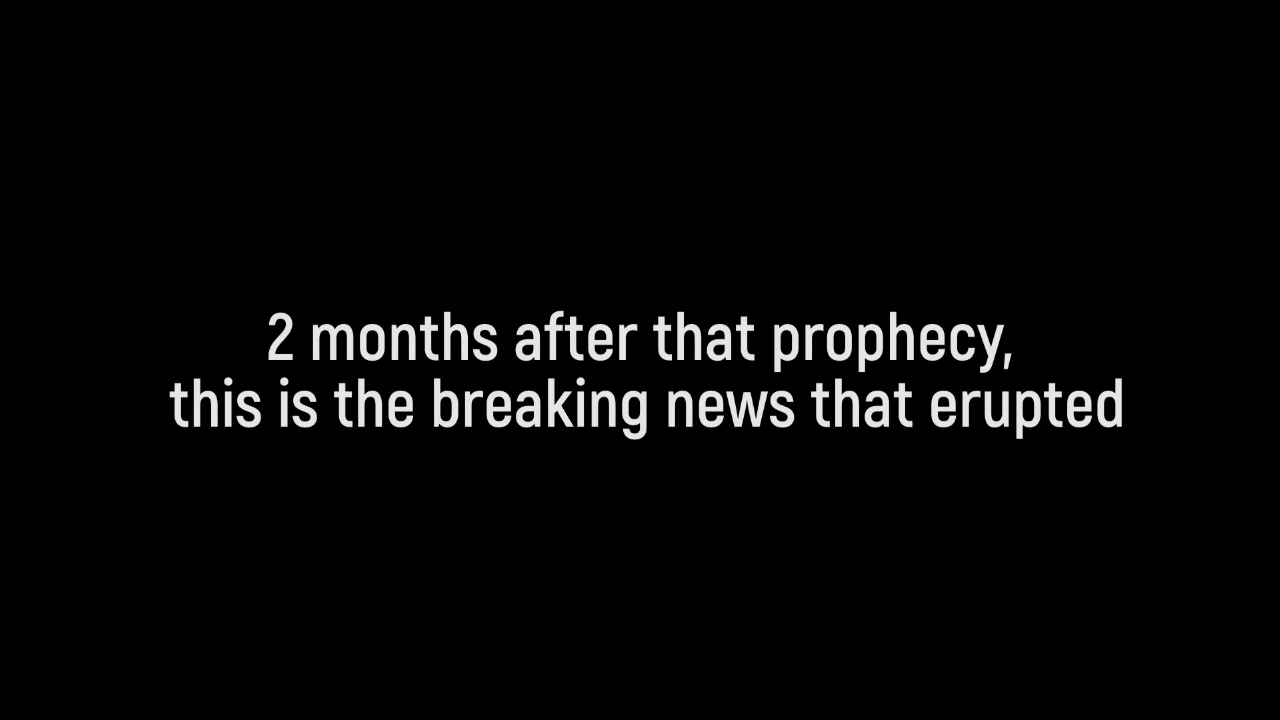 2 months after that prophecy,
this is the breaking news that erupted